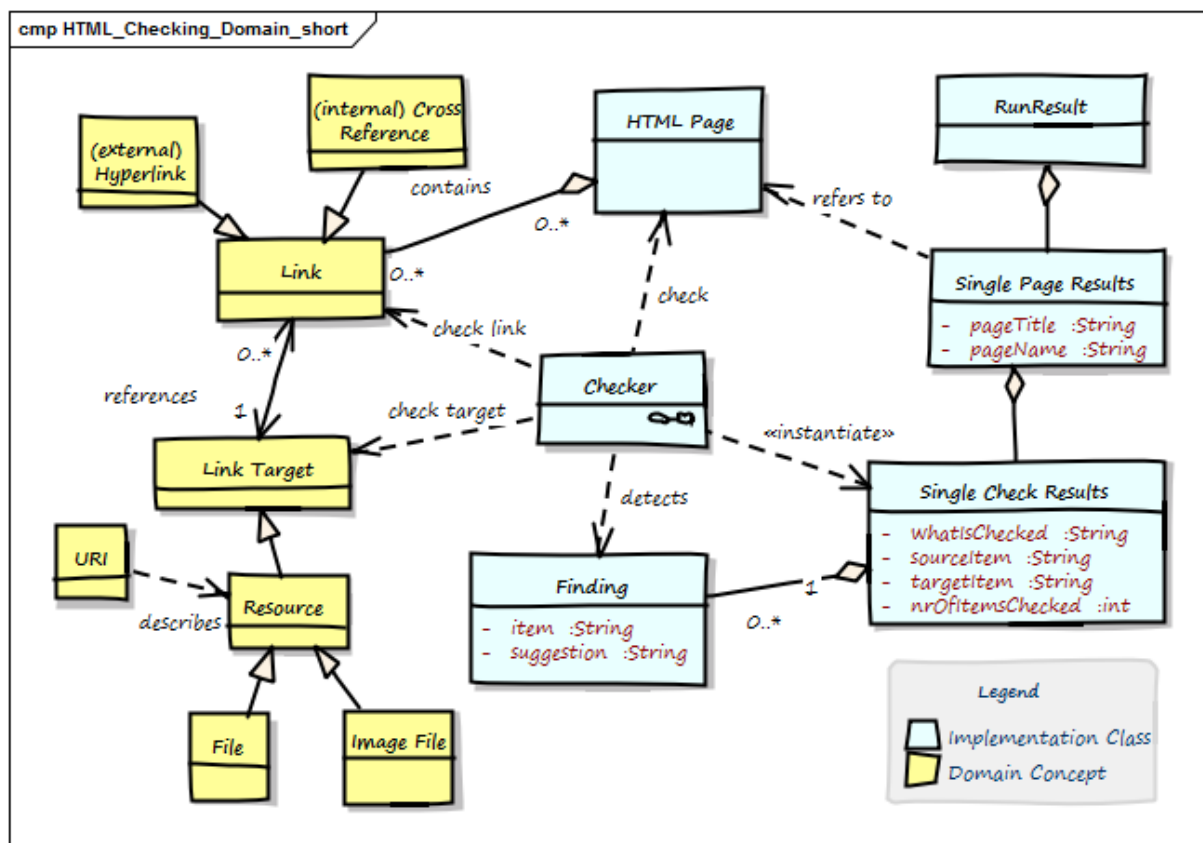 cmp HTML_Checking_Domain_short
(external)
Hyperlink
(internal) Cross
Reference
HTML Page
RunResult
contains
0..*
0..*
refers to
Link
check
Single Page Results
- pageTitle :String
- pageName :String
check link
0..*
references
1
Checker
check target
«instantiate»
Link Target
detects
Single Check Results
- whatIsChecked :String
- sourceItem :String
- targetItem :String
- nrOfItemsChecked :int
URI
describes
Resource
Finding
- item :String
- suggestion :String
1
0..*
File
Image File
Legend
Implementation Class
Domain Concept